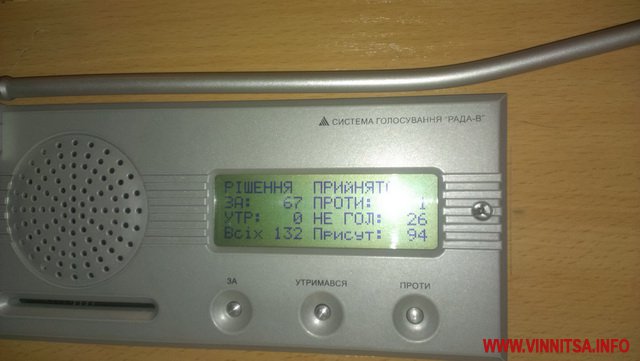 СИСТЕМА ГОЛОСУВАННЯ "РАДА-В"
РІШЕННЯ ПРИЙНЯТО
ЗА: 67 ПРОТИ: 1
УТР: 0 НЕ ГОЛ: 26
Всіх 132 Присут: 94
ЗА УТРИМАВСЯ ПРОТИ
WWW.VINNITSA.INFO